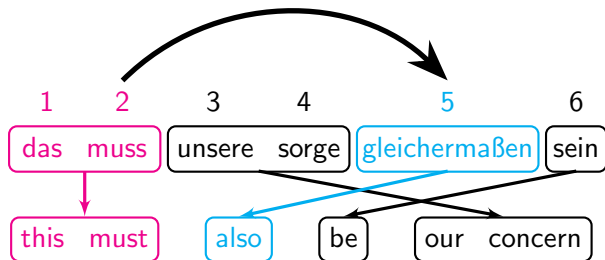 1 2 3 4 5 6
das muss unsere sorge gleichermaßen sein
this must also be our concern